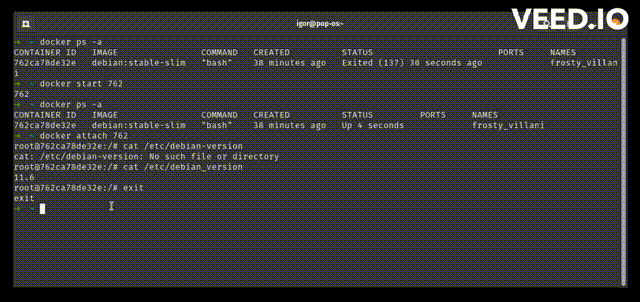 igor@pop-os:~
VEED.IO
→ ~ docker ps -a
CONTAINER ID IMAGE COMMAND CREATED STATUS PORTS NAMES
762ca78de32e debian:stable-slim "bash" 38 minutes ago Exited (137) 30 seconds ago frosty_villan
i
→ ~ docker start 762
762
→ ~ docker ps -a
CONTAINER ID IMAGE COMMAND CREATED STATUS PORTS NAMES
762ca78de32e debian:stable-slim "bash" 38 minutes ago Up 4 seconds frosty_villani
→ ~ docker attach 762
root@762ca78de32e:/# cat /etc/debian-version
cat: /etc/debian-version: No such file or directory
root@762ca78de32e:/# cat /etc/debian_version
11.6
root@762ca78de32e:/# exit
exit
→ ~